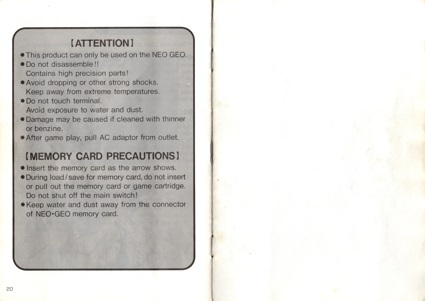 [ATTENTION]
●This product can only be used on the NEO GEO.
●Do not disassemble!!
Contains high precision parts!
●Avoid dropping or other strong shocks.
Keep away from extreme temperatures.
●Do not touch terminal.
Avoid exposure to water and dust.
●Damage may be caused if cleaned with thinner
or benzine.
●After game play, pull AC adaptor from outlet.
[MEMORY CARD PRECAUTIONS]
●Insert the memory card as the arrow shows.
●During load/save for memory card, do not insert
or pull out the memory card or game cartridge.
Do not shut off the main switch!
●Keep water and dust away from the connector
of NEO•GEO memory card.
20